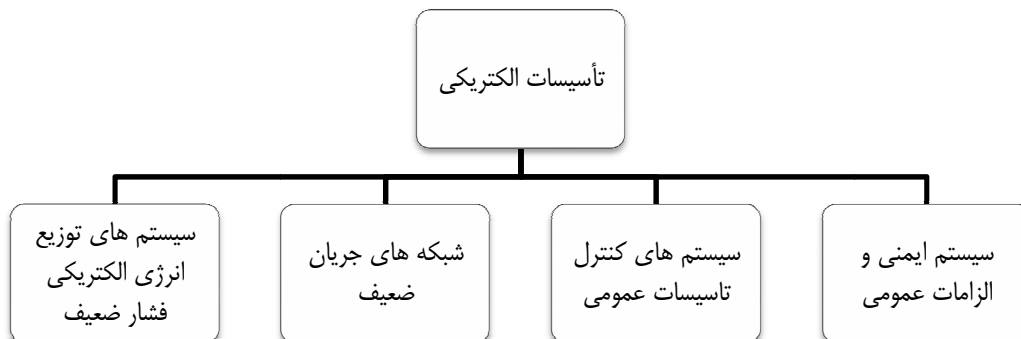 تأسیسات الکتریکی
سیستم ایمنی و
الزامات عمومی
سیستم های کنترل
تاسیسات عمومی
شبکه های جریان
ضعیف
سیستم های توزیع
انرژی الکتریکی
فشار ضعیف